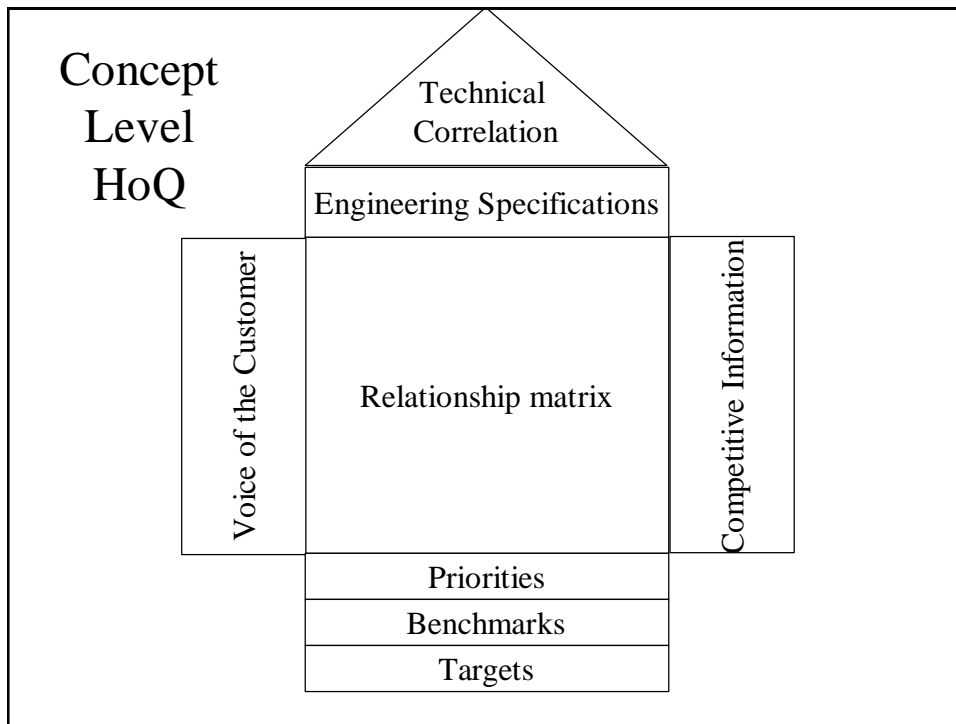 Concept
Level
HoQ
Technical
Correlation
Engineering Specifications
Voice of the Customer
Relationship matrix
Competitive Information
Priorities
Benchmarks
Targets